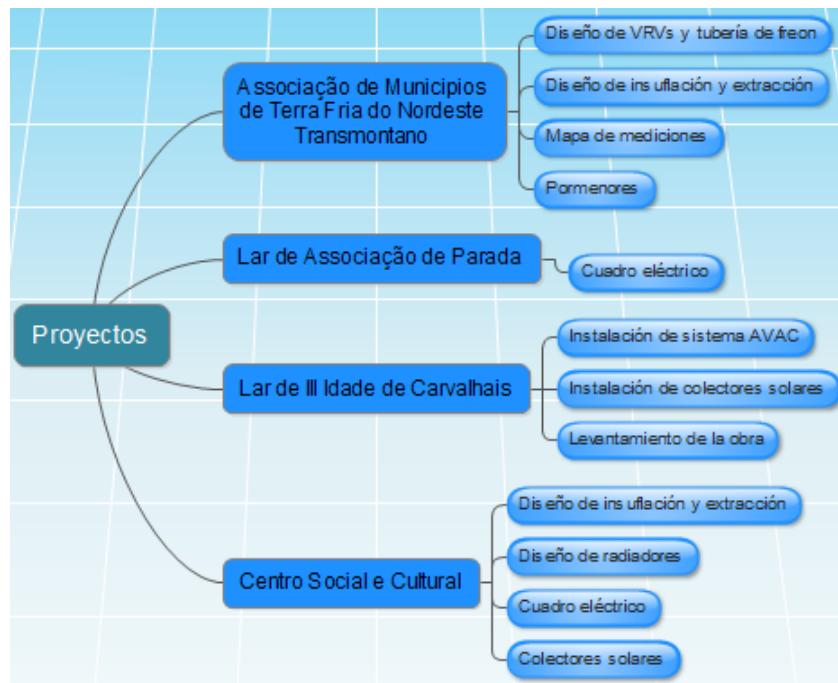 Proyectos
Associação de Municipios
de Terra Fria do Nordeste
Transmontano
Diseño de VRVs y tubería de freon
Diseño de insuflación y extracción
Mapa de mediciones
Pormenores
Lar de Associação de Parada
Cuadro eléctrico
Lar de III Idade de Carvalhais
Instalación de sistema AVAC
Instalación de colectores solares
Levantamiento de la obra
Centro Social e Cultural
Diseño de insuflación y extracción
Diseño de radiadores
Cuadro eléctrico
Colectores solares